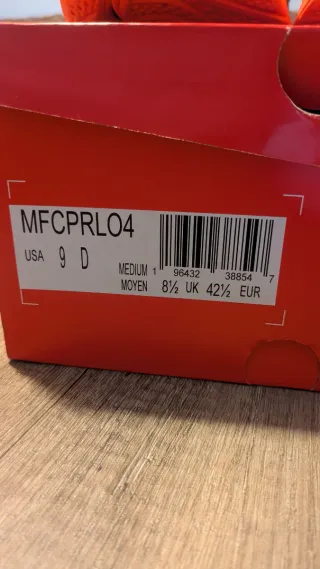 MFCPRLO4
USA 9 D
MEDIUM 1 96432 38854 7
MOYEN 8½ UK 42½ EUR